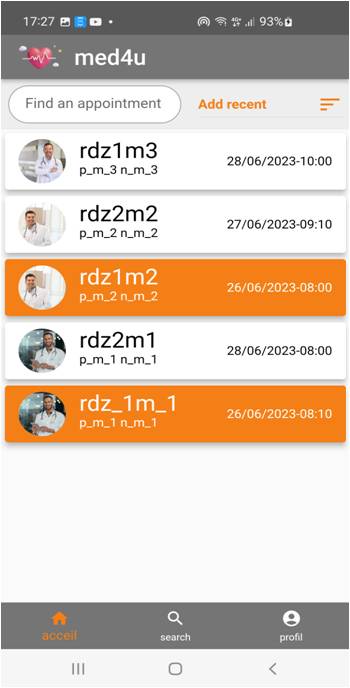 17:27 93%
med4u
Find an appointment Add recent
rdz1m3
p_m_3 n_m_3 28/06/2023-10:00
rdz2m2
p_m_2 n_m_2 27/06/2023-09:10
rdz1m2
p_m_2 n_m_2 26/06/2023-08:00
rdz2m1
p_m_1 n_m_1 28/06/2023-08:00
rdz_1m_1
p_m_1 n_m_1 26/06/2023-08:10
acceil search profil